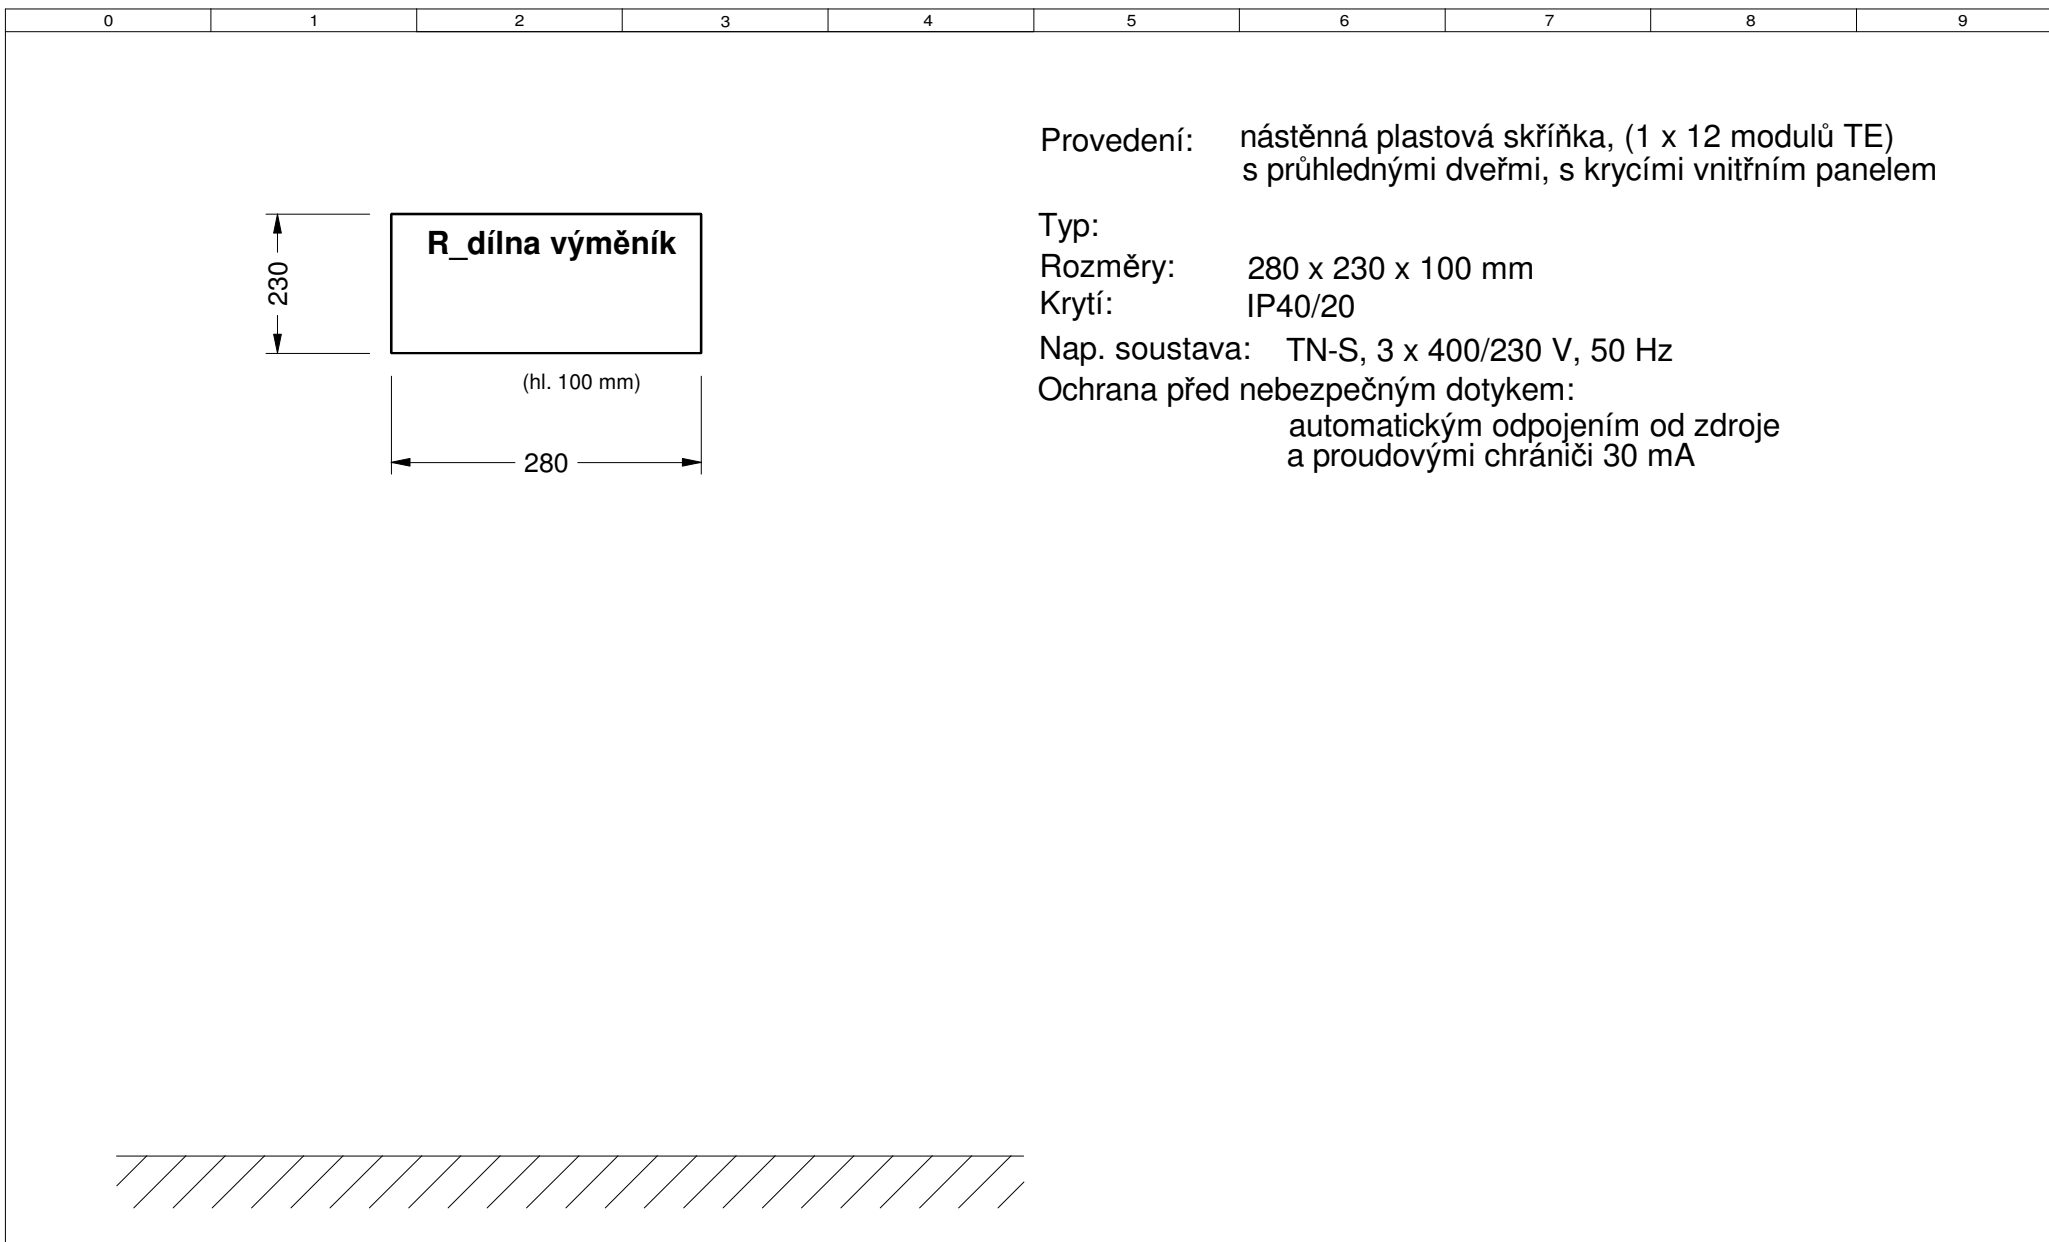 0 1 2 3 4 5 6 7 8 9
Provedení: nástěnná plastová skříňka, (1 x 12 modulů TE)
s průhlednými dveřmi, s krycími vnitřním panelem
R_dílna výměník
230
(hl. 100 mm)
280
Typ:
Rozměry: 280 x 230 x 100 mm
Krytí: IP40/20
Nap. soustava: TN-S, 3 x 400/230 V, 50 Hz
Ochrana před nebezpečným dotykem:
automatickým odpojením od zdroje
a proudovými chrániči 30 mA